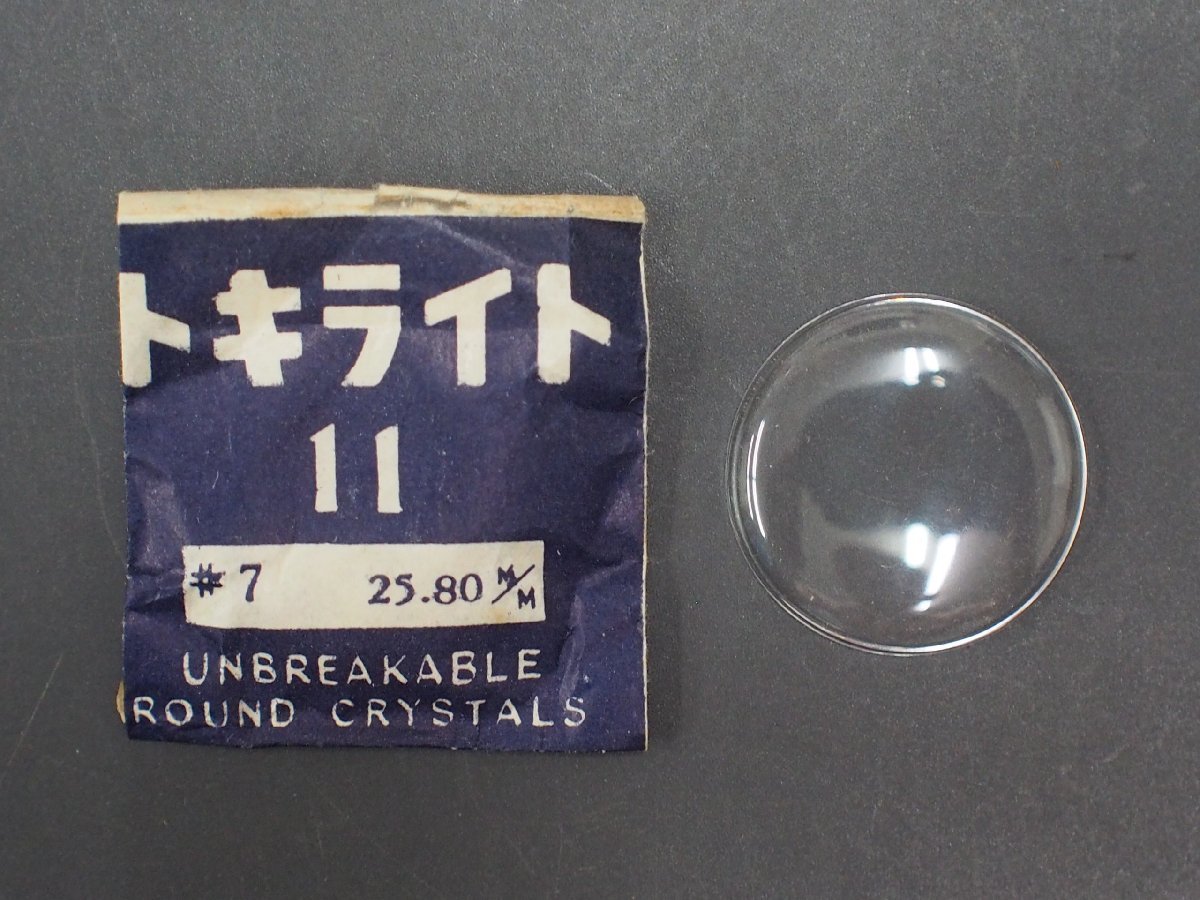 トキライト
11
#7 25.80 M/M
UNBREAKABLE
ROUND CRYSTALS